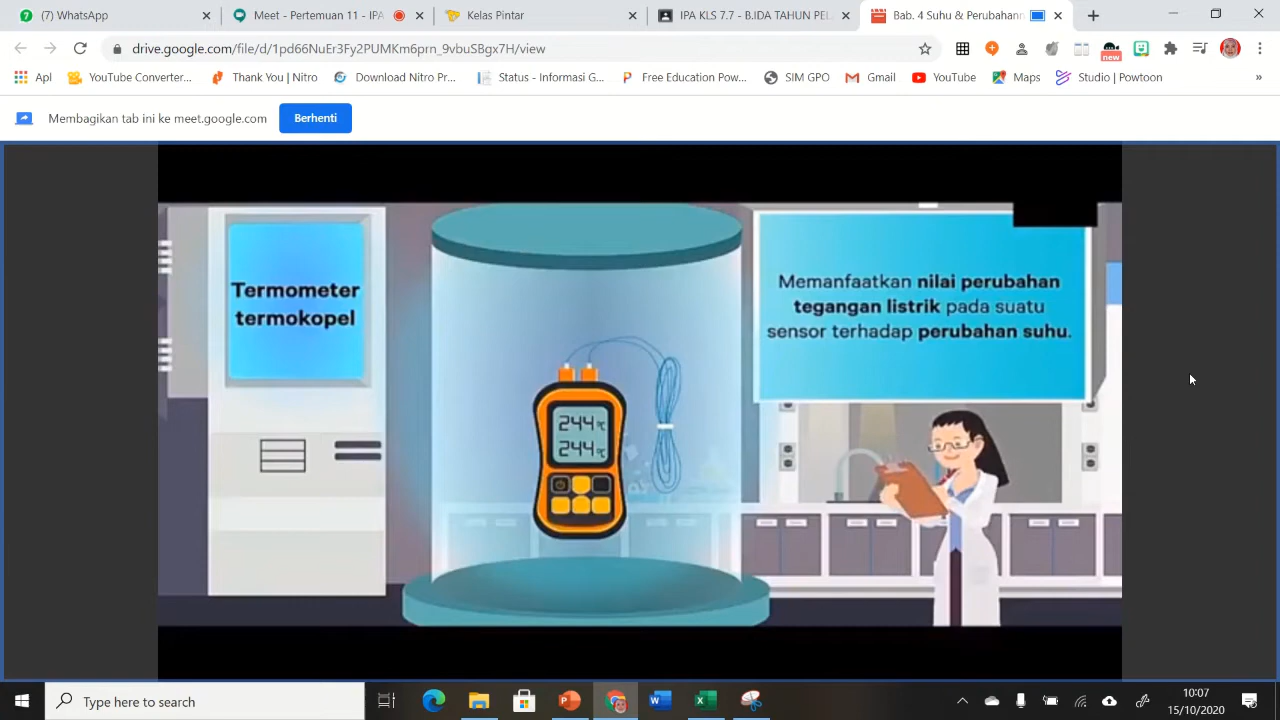 (7) WhatsApp
Meet - Pertemuan 11 - IPA
Kelas Pintar
IPA KLS 7.7 - B.IDA TAHUN PEL
Bab. 4 Suhu & Perubahann
drive.google.com/file/d/1pd66NuEr3Fy2PUMKm6prn_9vbuSBgx7H/view
new
Apl
YouTube Converter...
Thank You | Nitro
Download Nitro Pr...
Status - Informasi G...
Free Education Pow...
SIM GPO
Gmail
YouTube
Maps
Studio | Powtoon
»
Membagikan tab ini ke meet.google.com
Berhenti
Termometer
termokopel
Memanfaatkan nilai perubahan
tegangan listrik pada suatu
sensor terhadap perubahan suhu.
244 °C
244 °C
Type here to search
10:07
15/10/2020